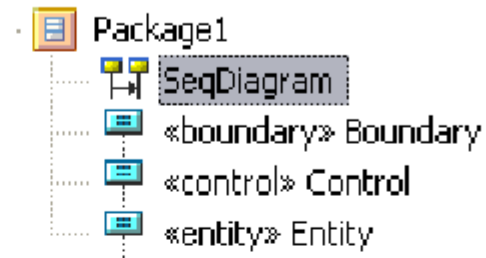 Package1
SeqDiagram
«boundary» Boundary
«control» Control
«entity» Entity